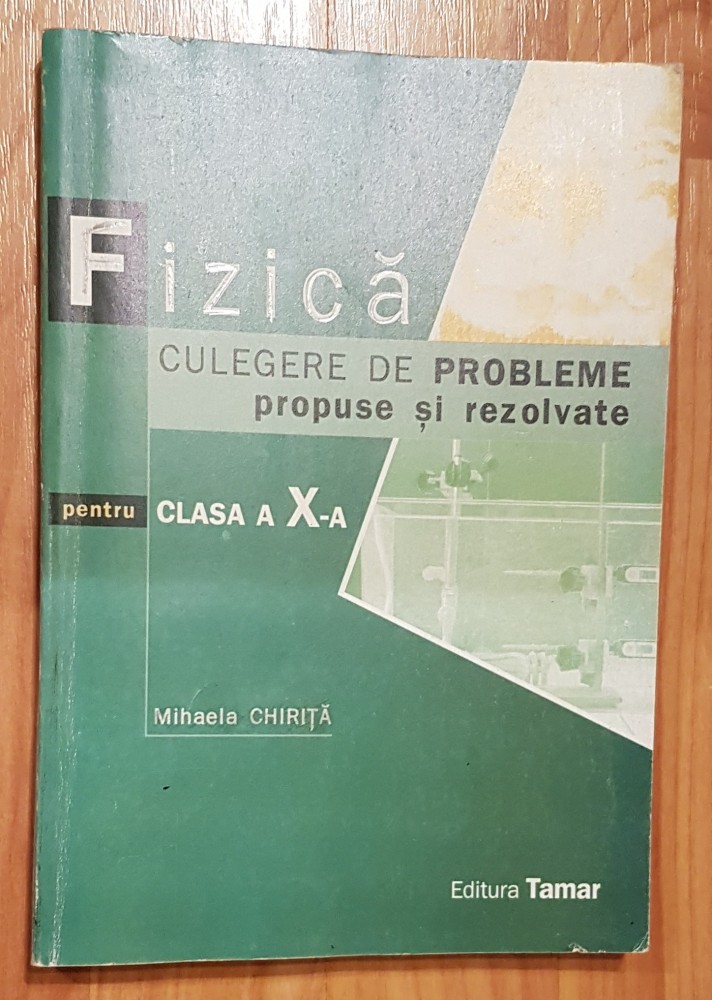 Fizică
CULEGERE DE PROBLEME
propuse și rezolvate
pentru CLASA A X-A
Mihaela CHIRIȚĂ
Editura Tamar